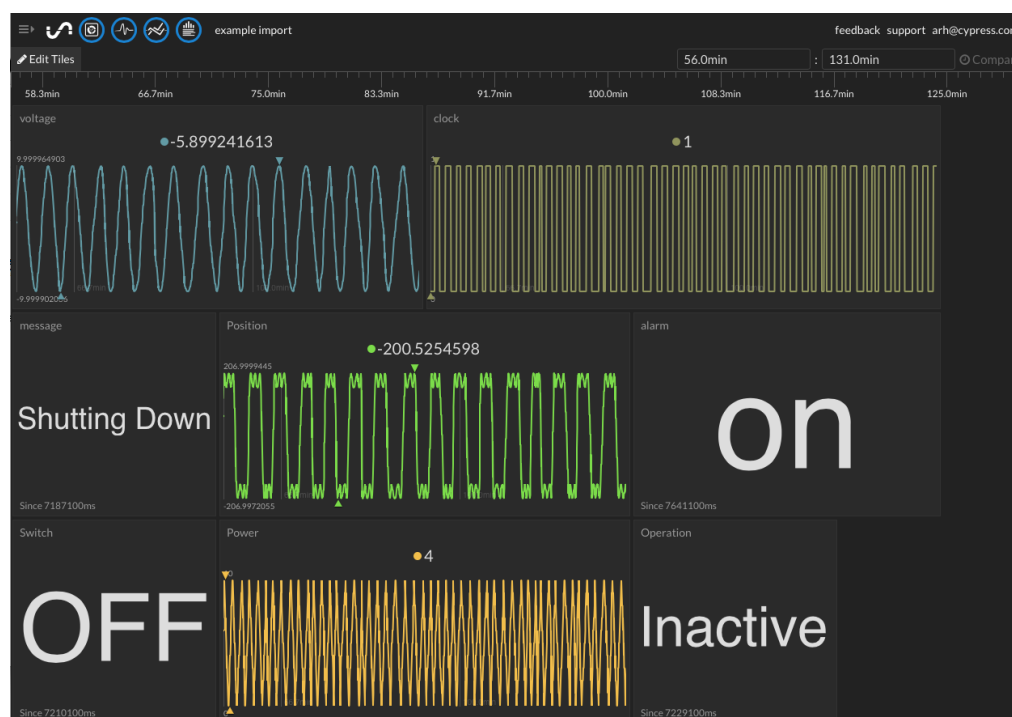 example import
feedback support arh@cypress.com
Edit Tiles
56.0min : 131.0min
58.3min 66.7min 75.0min 83.3min 91.7min 100.0min 108.3min 116.7min 125.0min
voltage
-5.899241613
9.999964903
clock
1
message
Shutting Down
Since 7187100ms
Position
-200.5254598
206.9999445
-206.9972055
alarm
on
Since 7641100ms
Switch
OFF
Since 7210100ms
Power
4
Operation
Inactive
Since 7229100ms